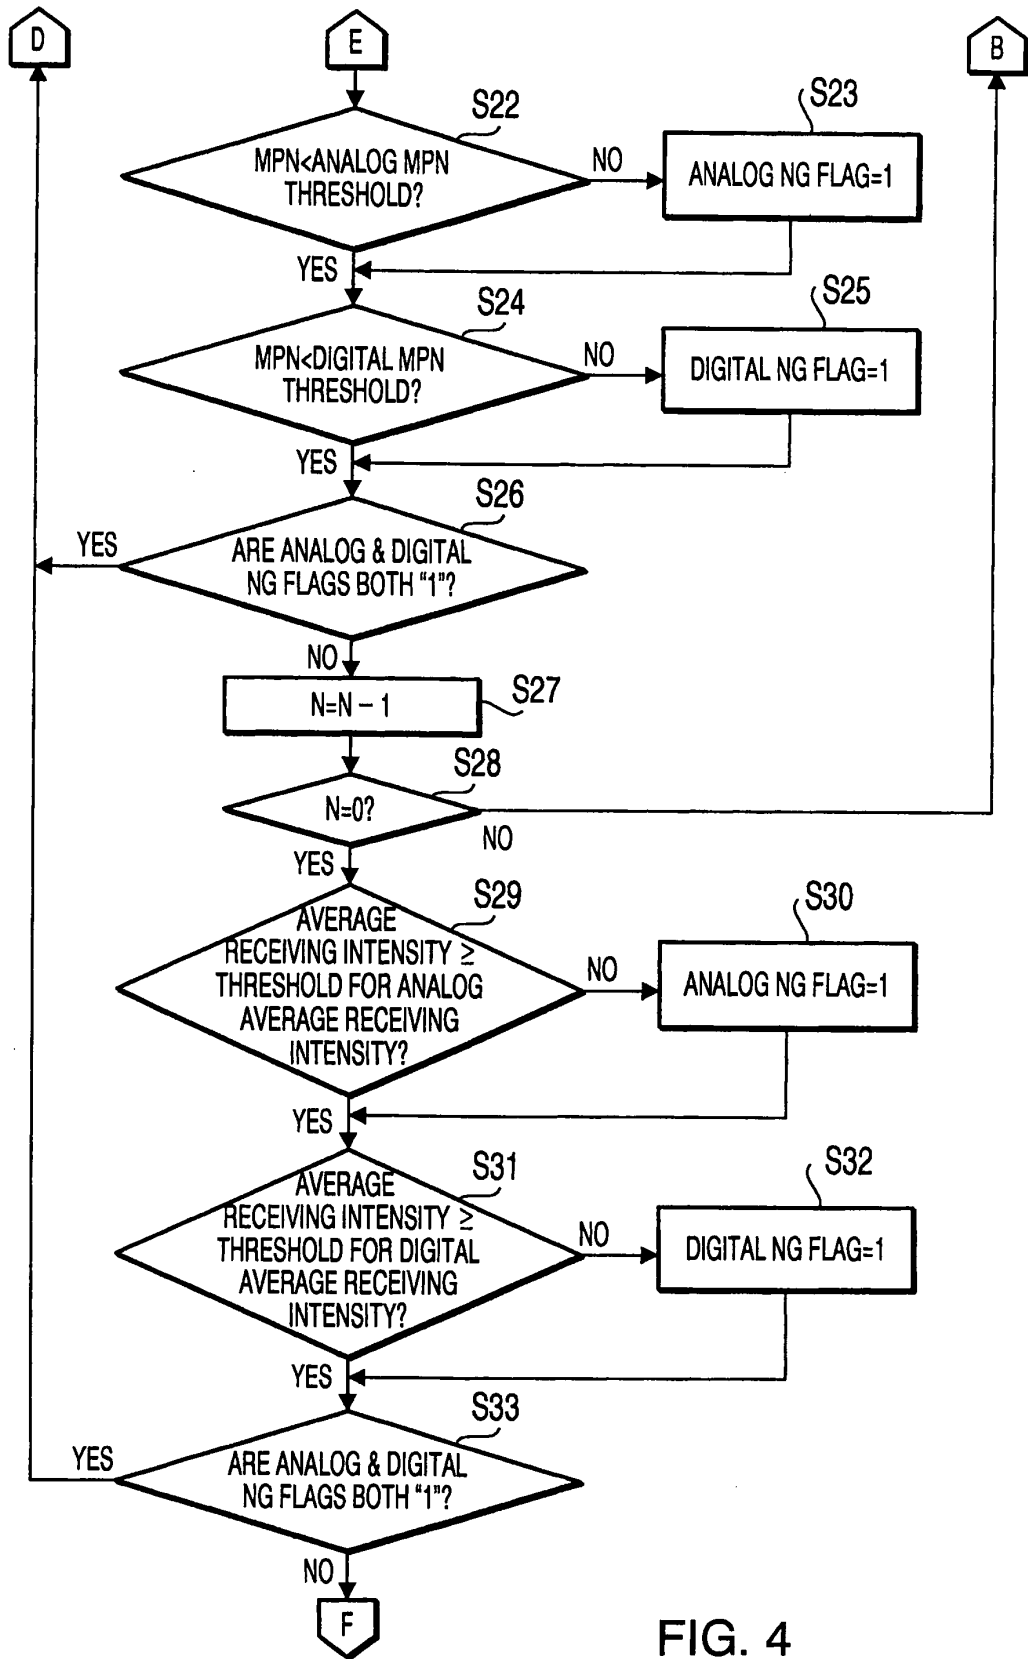 D
E
B
S22
S23
MPN<ANALOG MPN
THRESHOLD?
NO
ANALOG NG FLAG=1
YES
S24
S25
MPN<DIGITAL MPN
THRESHOLD?
NO
DIGITAL NG FLAG=1
YES
S26
YES
ARE ANALOG & DIGITAL
NG FLAGS BOTH "1"?
NO
N=N – 1
S27
S28
N=0?
NO
YES
S29
S30
AVERAGE
RECEIVING INTENSITY ≥
THRESHOLD FOR ANALOG
AVERAGE RECEIVING
INTENSITY?
NO
ANALOG NG FLAG=1
YES
S31
S32
AVERAGE
RECEIVING INTENSITY ≥
THRESHOLD FOR DIGITAL
AVERAGE RECEIVING
INTENSITY?
NO
DIGITAL NG FLAG=1
YES
S33
YES
ARE ANALOG & DIGITAL
NG FLAGS BOTH "1"?
NO
F
FIG. 4